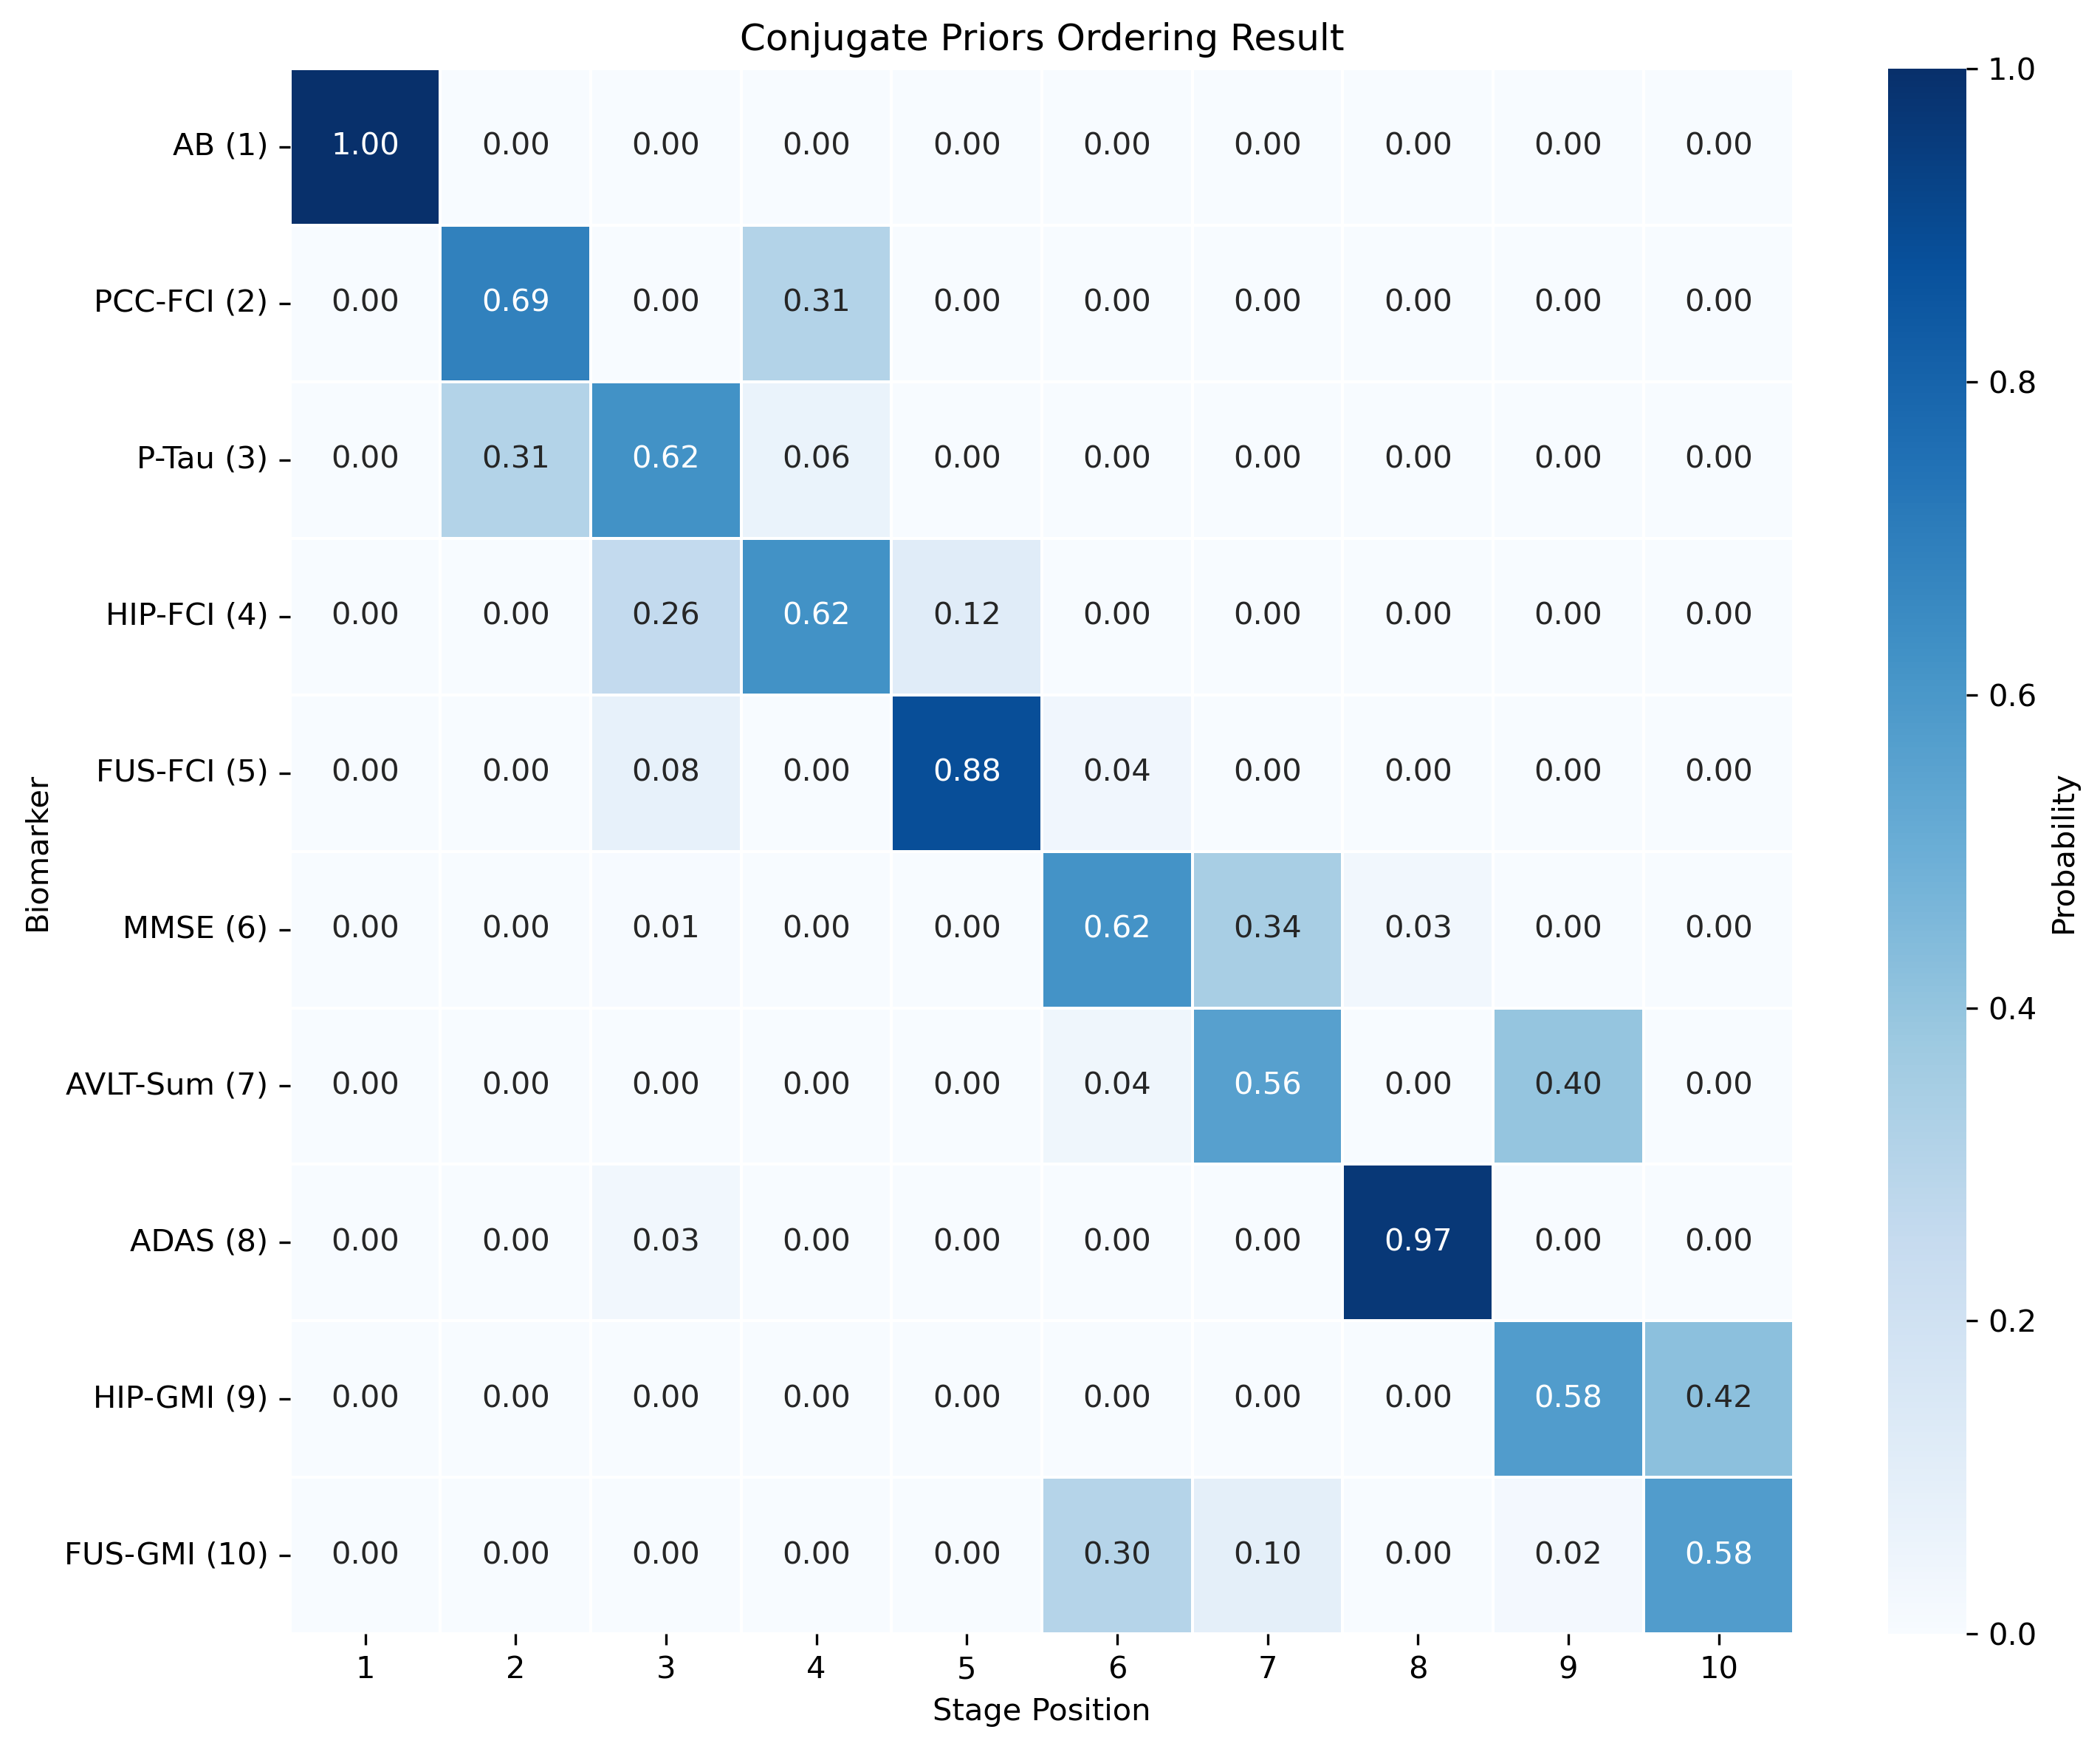 Conjugate Priors Ordering Result
AB (1) 1.00 0.00 0.00 0.00 0.00 0.00 0.00 0.00 0.00 0.00
PCC-FCI (2) 0.00 0.69 0.00 0.31 0.00 0.00 0.00 0.00 0.00 0.00
P-Tau (3) 0.00 0.31 0.62 0.06 0.00 0.00 0.00 0.00 0.00 0.00
HIP-FCI (4) 0.00 0.00 0.26 0.62 0.12 0.00 0.00 0.00 0.00 0.00
FUS-FCI (5) 0.00 0.00 0.08 0.00 0.88 0.04 0.00 0.00 0.00 0.00
MMSE (6) 0.00 0.00 0.01 0.00 0.00 0.62 0.34 0.03 0.00 0.00
AVLT-Sum (7) 0.00 0.00 0.00 0.00 0.00 0.04 0.56 0.00 0.40 0.00
ADAS (8) 0.00 0.00 0.03 0.00 0.00 0.00 0.00 0.97 0.00 0.00
HIP-GMI (9) 0.00 0.00 0.00 0.00 0.00 0.00 0.00 0.00 0.58 0.42
FUS-GMI (10) 0.00 0.00 0.00 0.00 0.00 0.30 0.10 0.00 0.02 0.58
1 2 3 4 5 6 7 8 9 10
Stage Position
Biomarker
1.0
0.8
0.6
0.4
0.2
0.0
Probability